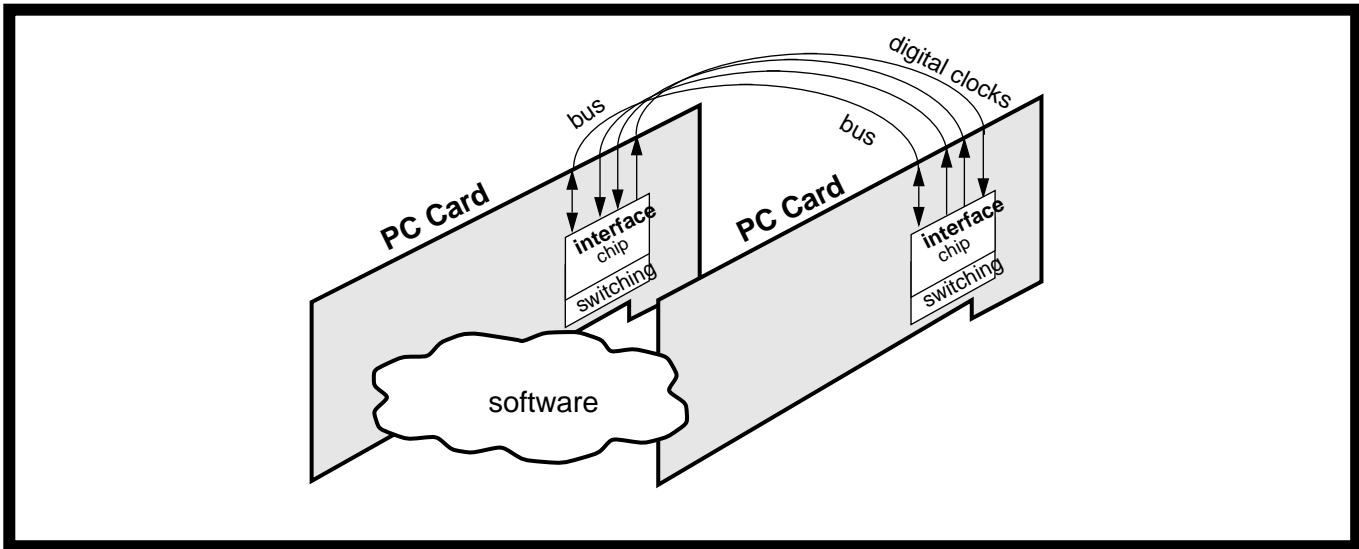 digital clocks
bus
bus
PC Card
PC Card
interface
chip
switching
interface
chip
switching
software